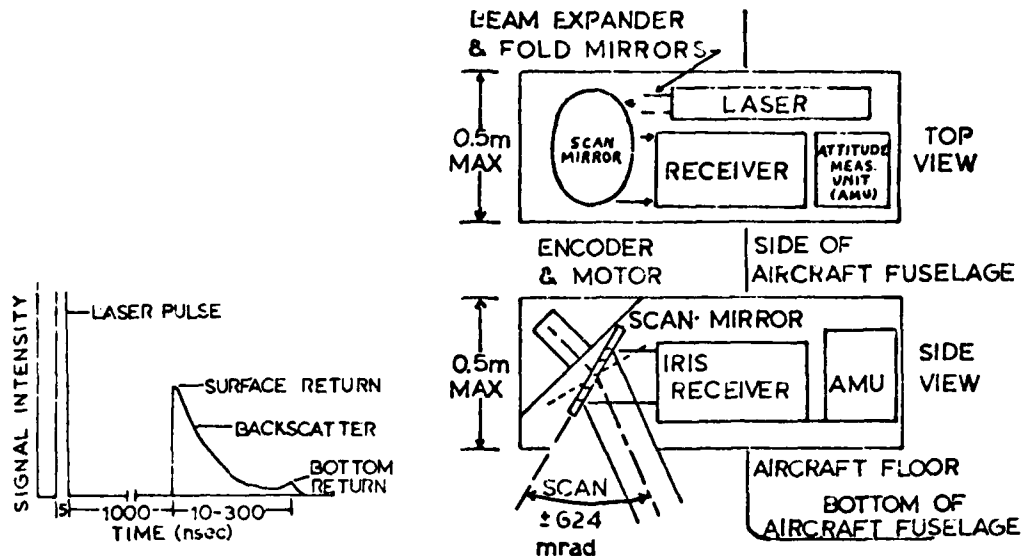 BEAM EXPANDER
& FOLD MIRRORS
LASER
0.5m
MAX
SCAN
MIRROR
RECEIVER
ATTITUDE
MEAS.
UNIT
(AMU)
TOP
VIEW
ENCODER
& MOTOR
SIDE OF
AIRCRAFT FUSELAGE
SIGNAL INTENSITY
LASER PULSE
SURFACE RETURN
BACKSCATTER
BOTTOM
RETURN
5
1000
10-300
TIME (nsec)
0.5m
MAX
SCAN MIRROR
IRIS
RECEIVER
AMU
SIDE
VIEW
SCAN
±624
mrad
AIRCRAFT FLOOR
BOTTOM OF
AIRCRAFT FUSELAGE